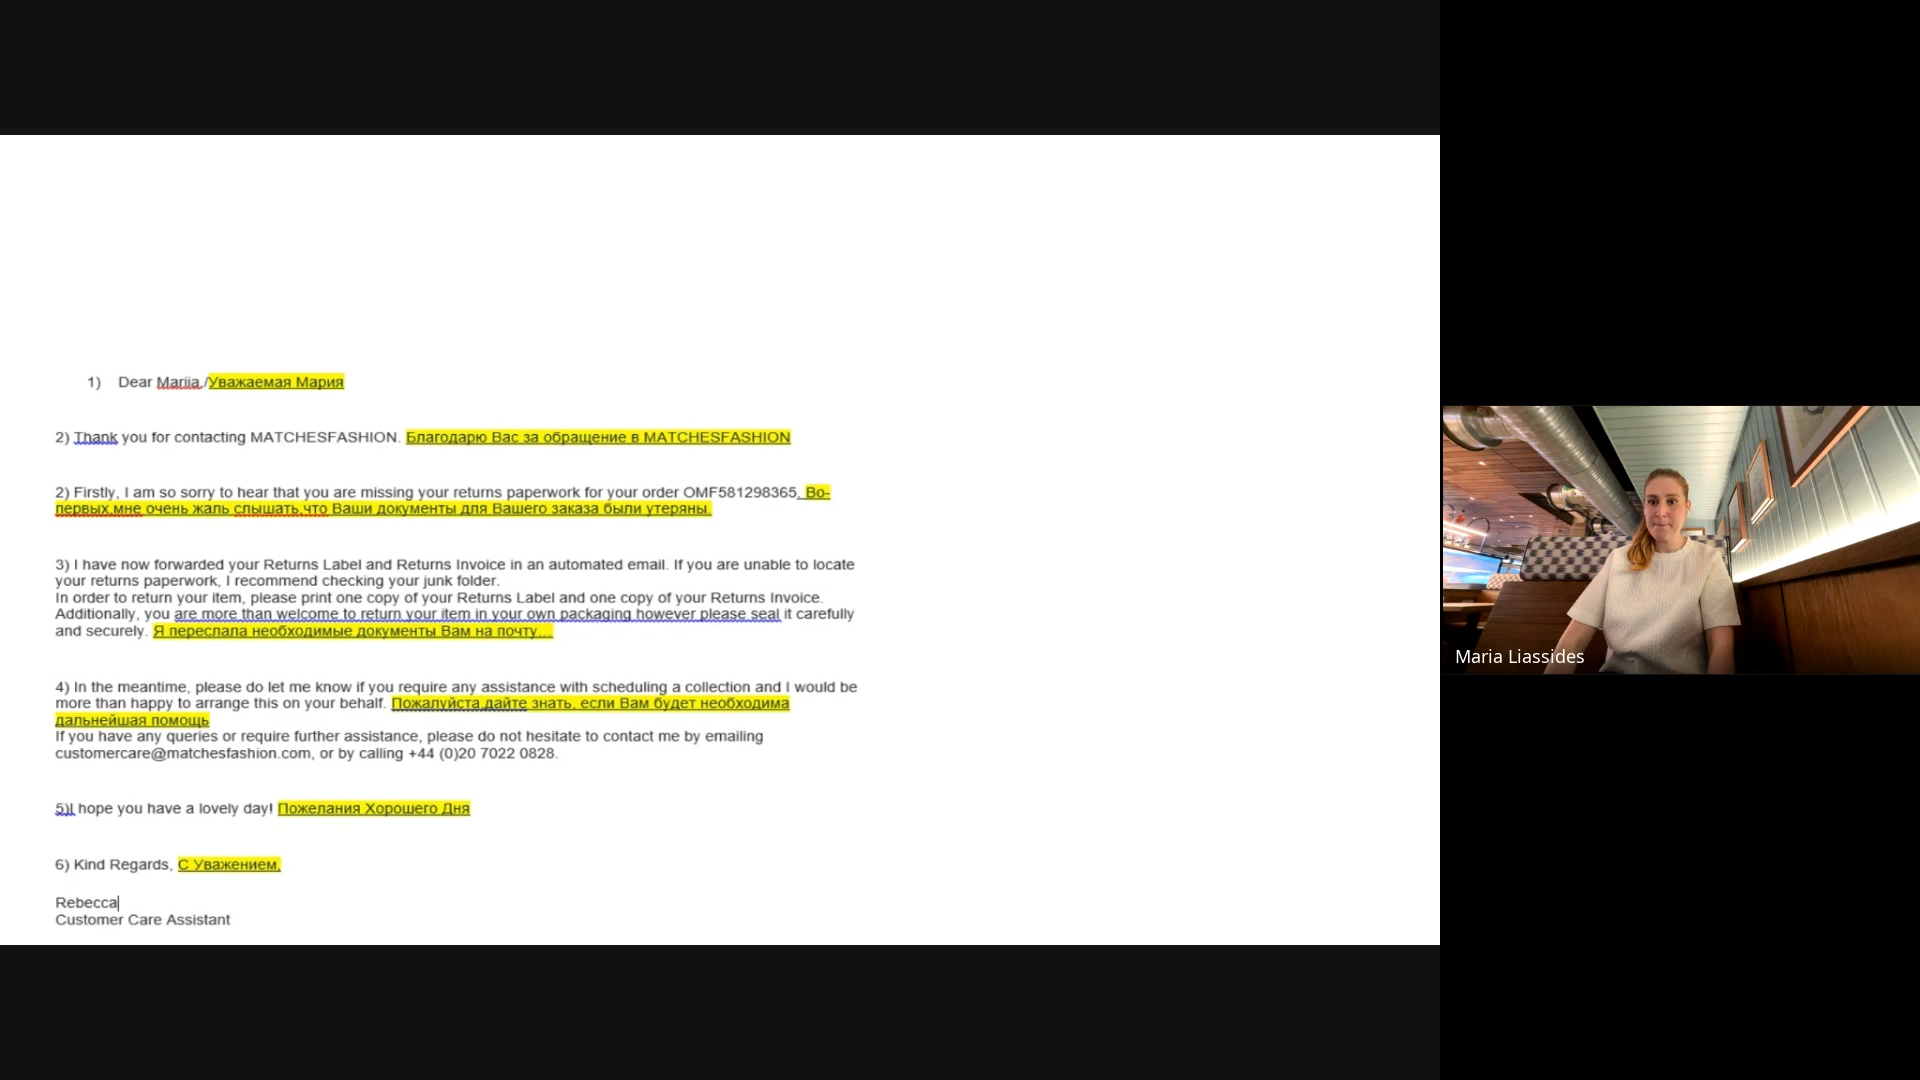 1) Dear Mariia,/Уважаемая Мария
2) Thank you for contacting MATCHESFASHION. Благодарю Вас за обращение в MATCHESFASHION
2) Firstly, I am so sorry to hear that you are missing your returns paperwork for your order OMF581298365. Во-
первых,мне очень жаль слышать,что Ваши документы для Вашего заказа были утеряны.
3) I have now forwarded your Returns Label and Returns Invoice in an automated email. If you are unable to locate
your returns paperwork, I recommend checking your junk folder.
In order to return your item, please print one copy of your Returns Label and one copy of your Returns Invoice.
Additionally, you are more than welcome to return your item in your own packaging however please seal it carefully
and securely. Я переслала необходимые документы Вам на почту...
4) In the meantime, please do let me know if you require any assistance with scheduling a collection and I would be
more than happy to arrange this on your behalf. Пожалуйста,дайте знать, если Вам будет необходима
дальнейшая помощь
If you have any queries or require further assistance, please do not hesitate to contact me by emailing
customercare@matchesfashion.com, or by calling +44 (0)20 7022 0828.
5)I hope you have a lovely day! Пожелания Хорошего Дня
6) Kind Regards, С Уважением,
Rebecca
Customer Care Assistant
Maria Liassides